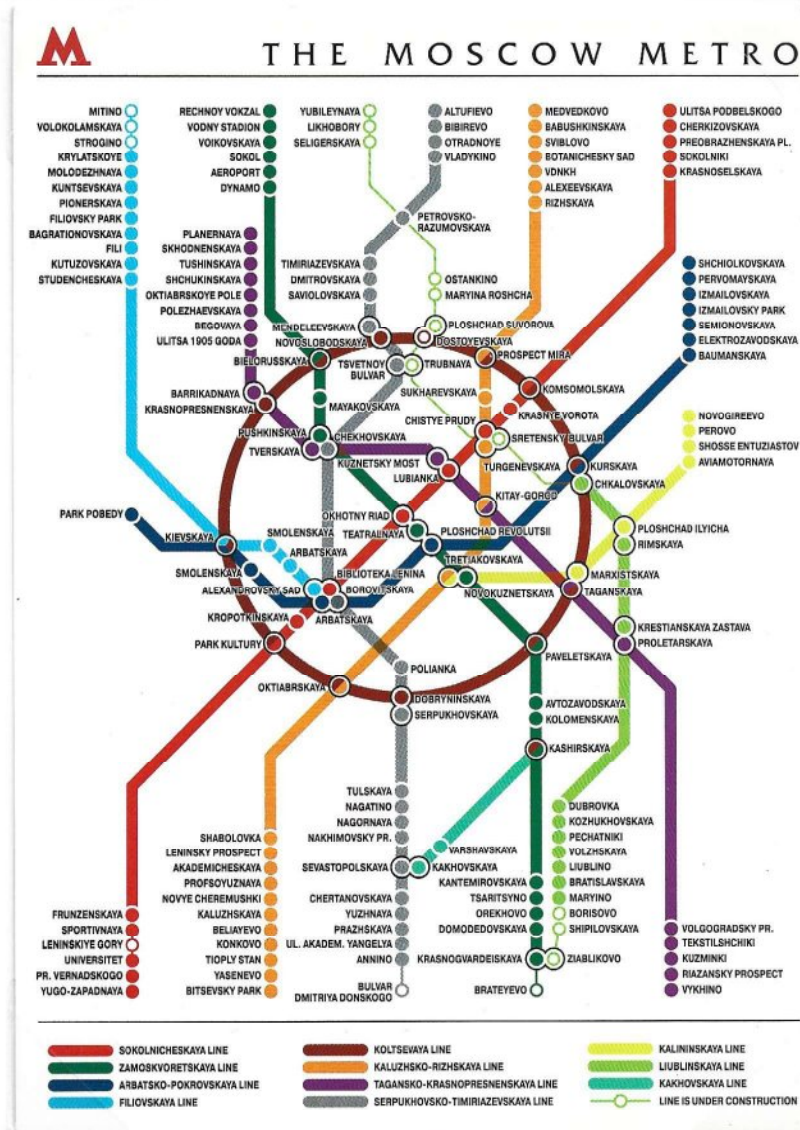 THE MOSCOW METRO
MITINO
VOLOKOLAMSKAYA
STROGINO
KRYLATSKOYE
MOLODEZHNAYA
KUNTSEVSKAYA
PIONERSKAYA
FILIOVSKY PARK
BAGRATIONOVSKAYA
FILI
KUTUZOVSKAYA
STUDENCHESKAYA
RECHNOY VOKZAL
VODNY STADION
VOIKOVSKAYA
SOKOL
AEROPORT
DYNAMO
PLANERNAYA
SKHODNENSKAYA
TUSHINSKAYA
SHCHUKINSKAYA
OKTIABRSKOYE POLE
POLEZHAEVSKAYA
BEGOVAYA
ULITSA 1905 GODA
YUBILEYNAYA
LIKHOBORY
SELIGERSKAYA
ALTUFIEVO
BIBIREVO
OTRADNOYE
VLADYKINO
PETROVSKO-
RAZUMOVSKAYA
TIMIRIAZEVSKAYA
DMITROVSKAYA
SAVIOLOVSKAYA
OSTANKINO
MARYINA ROSHCHA
MEDVEDKOVO
BABUSHKINSKAYA
SVIBLOVO
BOTANICHESKY SAD
VDNKH
ALEXEEVSKAYA
RIZHSKAYA
ULITSA PODBELSKOGO
CHERKIZOVSKAYA
PREOBRAZHENSKAYA PL.
SOKOLNIKI
KRASNOSELSKAYA
SHCHIOLKOVSKAYA
PERVOMAYSKAYA
IZMAILOVSKAYA
IZMAILOVSKY PARK
SEMIONOVSKAYA
ELEKTROZAVODSKAYA
BAUMANSKAYA
MENDELEEVSKAYA
NOVOSLOBODSKAYA
PLOSHCHAD SUVOROVA
DOSTOYEVSKAYA
BIELORUSSKAYA
TSVETNOY
BULVAR
TRUBNAYA
PROSPECT MIRA
BARRIKADNAYA
KRASNOPRESNENSKAYA
MAYAKOVSKAYA
SUKHAREVSKAYA
KOMSOMOLSKAYA
CHISTYE PRUDY
KRASNYE VOROTA
PUSHKINSKAYA
CHEKHOVSKAYA
TVERSKAYA
SRETENSKY BULVAR
KUZNETSKY MOST
LUBIANKA
TURGENEVSKAYA
KURSKAYA
CHKALOVSKAYA
NOVOGIREEVO
PEROVO
SHOSSE ENTUZIASTOV
AVIAMOTORNAYA
PARK POBEDY
KITAY-GOROD
OKHOTNY RIAD
TEATRALNAYA
PLOSHCHAD REVOLUTSII
PLOSHCHAD ILYICHA
RIMSKAYA
KIEVSKAYA
SMOLENSKAYA
ARBATSKAYA
SMOLENSKAYA
ALEXANDROVSKY SAD
BIBLIOTEKA LENINA
BOROVITSKAYA
ARBATSKAYA
TRETIAKOVSKAYA
NOVOKUZNETSKAYA
MARXISTSKAYA
TAGANSKAYA
KROPOTKINSKAYA
PARK KULTURY
KRESTIANSKAYA ZASTAVA
PROLETARSKAYA
PAVELETSKAYA
POLIANKA
OKTIABRSKAYA
DOBRYNINSKAYA
SERPUKHOVSKAYA
AVTOZAVODSKAYA
KOLOMENSKAYA
KASHIRSKAYA
TULSKAYA
NAGATINO
NAGORNAYA
NAKHIMOVSKY PR.
SEVASTOPOLSKAYA
VARSHAVSKAYA
KAKHOVSKAYA
CHERTANOVSKAYA
YUZHNAYA
PRAZHSKAYA
UL. AKADEM. YANGELYA
ANNINO
BULVAR
DMITRIYA DONSKOGO
SHABOLOVKA
LENINSKY PROSPECT
AKADEMICHESKAYA
PROFSOYUZNAYA
NOVYE CHEREMUSHKI
KALUZHSKAYA
BELIAYEVO
KONKOVO
TIOPLY STAN
YASENEVO
BITSEVSKY PARK
FRUNZENSKAYA
SPORTIVNAYA
LENINSKIYE GORY
UNIVERSITET
PR. VERNADSKOGO
YUGO-ZAPADNAYA
DUBROVKA
KOZHUKHOVSKAYA
PECHATNIKI
VOLZHSKAYA
LIUBLINO
BRATISLAVSKAYA
MARYINO
BORISOVO
SHIPILOVSKAYA
ZIABLIKOVO
KANTEMIROVSKAYA
TSARITSYNO
OREKHOVO
DOMODEDOVSKAYA
KRASNOGVARDEISKAYA
BRATEYEVO
VOLGOGRADSKY PR.
TEKSTILSHCHIKI
KUZMINKI
RIAZANSKY PROSPECT
VYKHINO
SOKOLNICHESKAYA LINE
ZAMOSKVORETSKAYA LINE
ARBATSKO-POKROVSKAYA LINE
FILIOVSKAYA LINE
KOLTSEVAYA LINE
KALUZHSKO-RIZHSKAYA LINE
TAGANSKO-KRASNOPRESNENSKAYA LINE
SERPUKHOVSKO-TIMIRIAZEVSKAYA LINE
KALININSKAYA LINE
LIUBLINSKAYA LINE
KAKHOVSKAYA LINE
LINE IS UNDER CONSTRUCTION